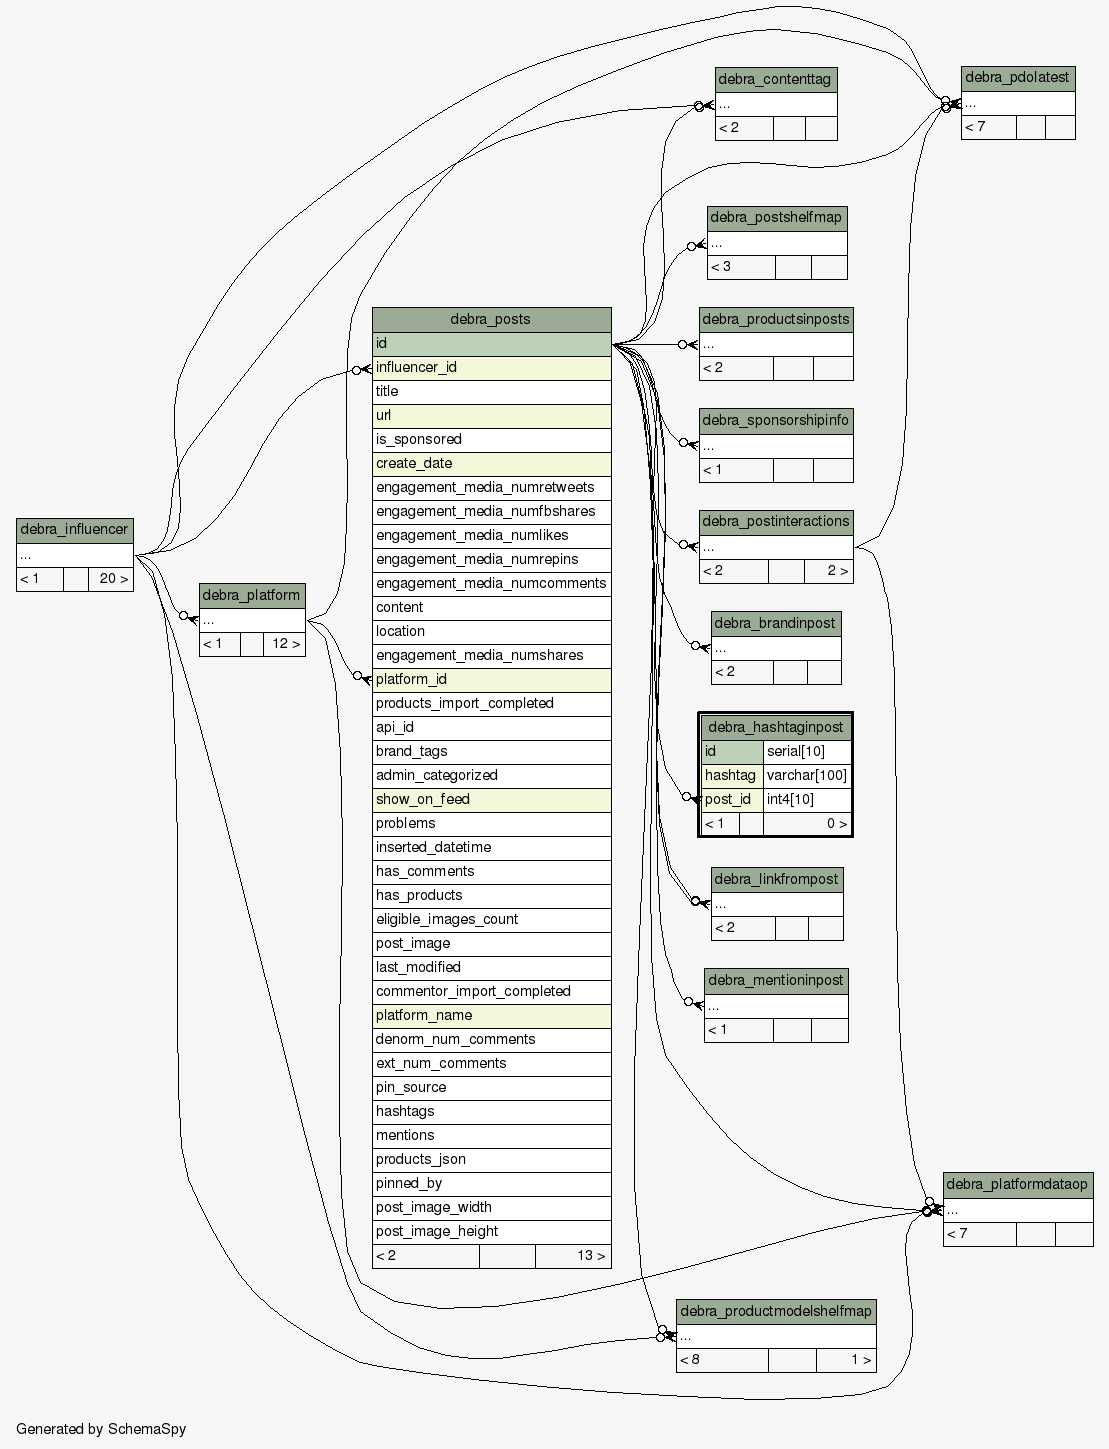 debra_contenttag
...
< 2
debra_pdolatest
...
< 7
debra_postshelfmap
...
< 3
debra_productsinposts
...
< 2
debra_sponsorshipinfo
...
< 1
debra_postinteractions
...
< 2 2 >
debra_brandinpost
...
< 2
debra_influencer
...
< 1 20 >
debra_platform
...
< 1 12 >
debra_posts
id
influencer_id
title
url
is_sponsored
create_date
engagement_media_numretweets
engagement_media_numfbshares
engagement_media_numlikes
engagement_media_numrepins
engagement_media_numcomments
content
location
engagement_media_numshares
platform_id
products_import_completed
api_id
brand_tags
admin_categorized
show_on_feed
problems
inserted_datetime
has_comments
has_products
eligible_images_count
post_image
last_modified
commentor_import_completed
platform_name
denorm_num_comments
ext_num_comments
pin_source
hashtags
mentions
products_json
pinned_by
post_image_width
post_image_height
< 2 13 >
debra_hashtaginpost
id serial[10]
hashtag varchar[100]
post_id int4[10]
< 1 0 >
debra_linkfrompost
...
< 2
debra_mentioninpost
...
< 1
debra_platformdataop
...
< 7
debra_productmodelshelfmap
...
< 8 1 >
Generated by SchemaSpy